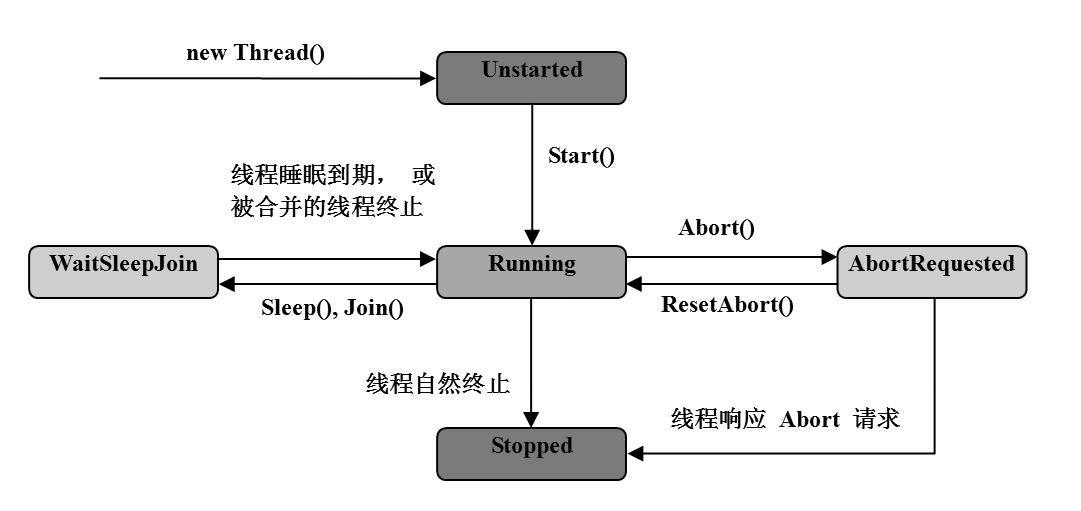 new Thread()
Unstarted
Start()
线程睡眠到期， 或
被合并的线程终止
Abort()
WaitSleepJoin
Running
AbortRequested
Sleep(), Join()
ResetAbort()
线程自然终止
线程响应 Abort 请求
Stopped